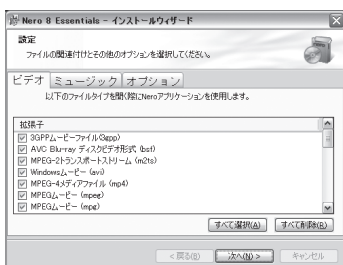 Nero 8 Essentials - インストールウィザード
設定
ファイルの関連付けとその他のオプションを選択してください。
ビデオ ミュージック オプション
以下のファイルタイプを開く際にNeroアプリケーションを使用します。
拡張子
3GPPムービーファイル(3gpp)
AVC Blu-ray ディスクビデオ形式 (bsf)
MPEG-2トランスポートストリーム (m2ts)
Windowsムービー (avi)
MPEG-4メディアファイル (mp4)
MPEGムービー (mpeg)
MPEGムービー (mpg)
すべて選択(A) すべて削除(R)
< 戻る(B) 次へ(N) > キャンセル